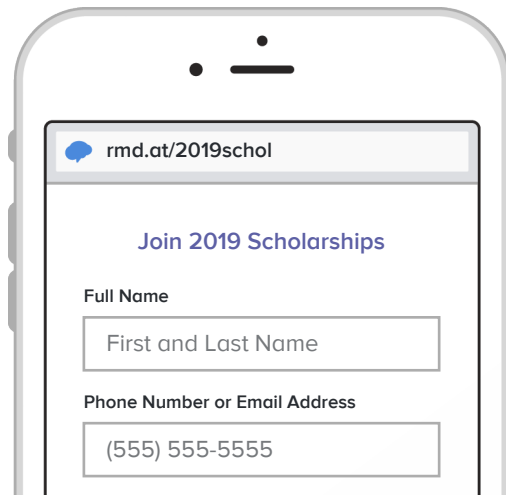 rmd.at/2019schol
Join 2019 Scholarships
Full Name
First and Last Name
Phone Number or Email Address
(555) 555-5555